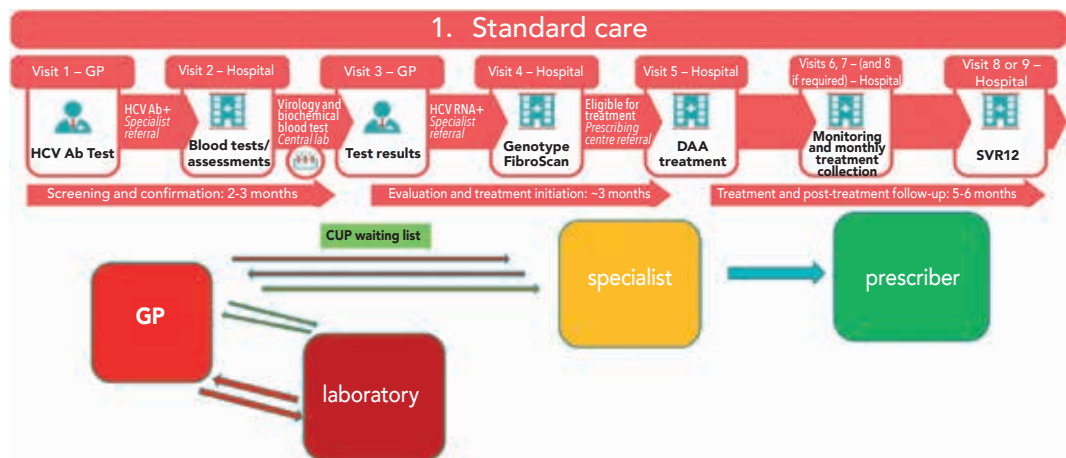 1. Standard care
Visit 1 – GP
HCV Ab Test
HCV Ab+
Specialist
referral
Visit 2 – Hospital
Blood tests/
assessments
Virology and
biochemical
blood test
Central lab
Visit 3 – GP
Test results
HCV RNA+
Specialist
referral
Visit 4 – Hospital
Genotype
FibroScan
Eligible for
treatment
Prescribing
centre referral
Visit 5 – Hospital
DAA
treatment
Visits 6, 7 – (and 8
if required) – Hospital
Monitoring
and monthly
treatment
collection
Visit 8 or 9 –
Hospital
SVR12
Screening and confirmation: 2-3 months
Evaluation and treatment initiation: ~3 months
Treatment and post-treatment follow-up: 5-6 months
CUP waiting list
GP
laboratory
specialist
prescriber